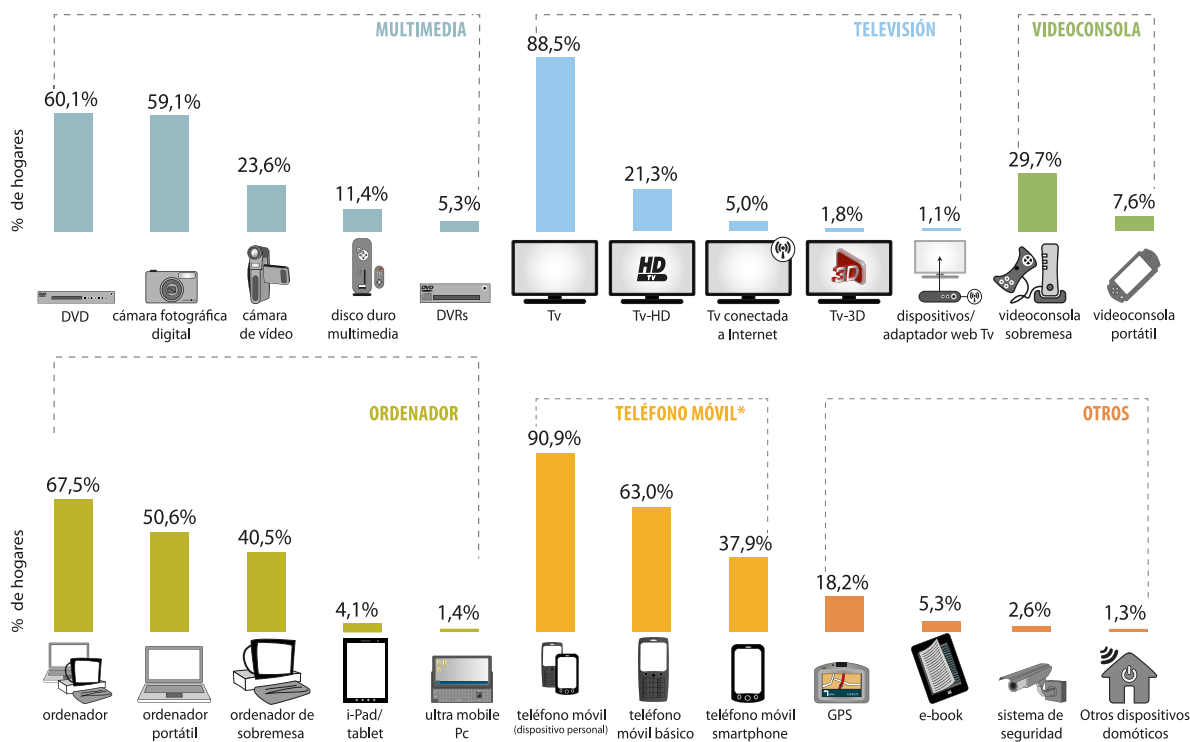 MULTIMEDIA
TELEVISIÓN
VIDEOCONSOLA
% de hogares
60,1%
59,1%
23,6%
11,4%
5,3%
88,5%
21,3%
5,0%
1,8%
1,1%
29,7%
7,6%
DVD
HD
TV
3D
DVD
DVD
cámara fotográfica
digital
cámara
de vídeo
disco duro
multimedia
DVRs
Tv
Tv-HD
Tv conectada
a Internet
Tv-3D
dispositivos/
adaptador web Tv
videoconsola
sobremesa
videoconsola
portátil
ORDENADOR
TELÉFONO MÓVIL*
OTROS
% de hogares
67,5%
50,6%
40,5%
4,1%
1,4%
90,9%
63,0%
37,9%
18,2%
5,3%
2,6%
1,3%
ordenador
ordenador
portátil
ordenador de
sobremesa
i-Pad/
tablet
ultra mobile
Pc
teléfono móvil
(dispositivo personal)
teléfono
móvil básico
teléfono móvil
smartphone
GPS
e-book
sistema de
seguridad
Otros dispositivos
domóticos